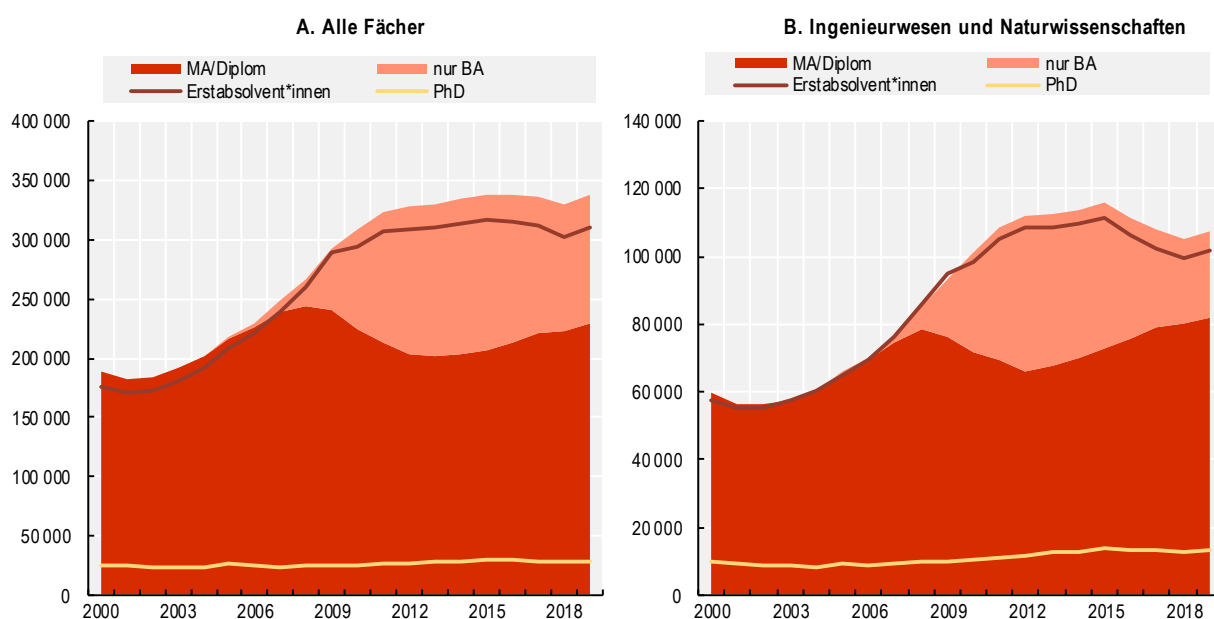 A. Alle Fächer
MA/Diplom
nur BA
Erstabsolvent*innen
PhD
400 000
350 000
300 000
250 000
200 000
150 000
100 000
50 000
0
2000 2003 2006 2009 2012 2015 2018
B. Ingenieurwesen und Naturwissenschaften
MA/Diplom
nur BA
Erstabsolvent*innen
PhD
140 000
120 000
100 000
80 000
60 000
40 000
20 000
0
2000 2003 2006 2009 2012 2015 2018